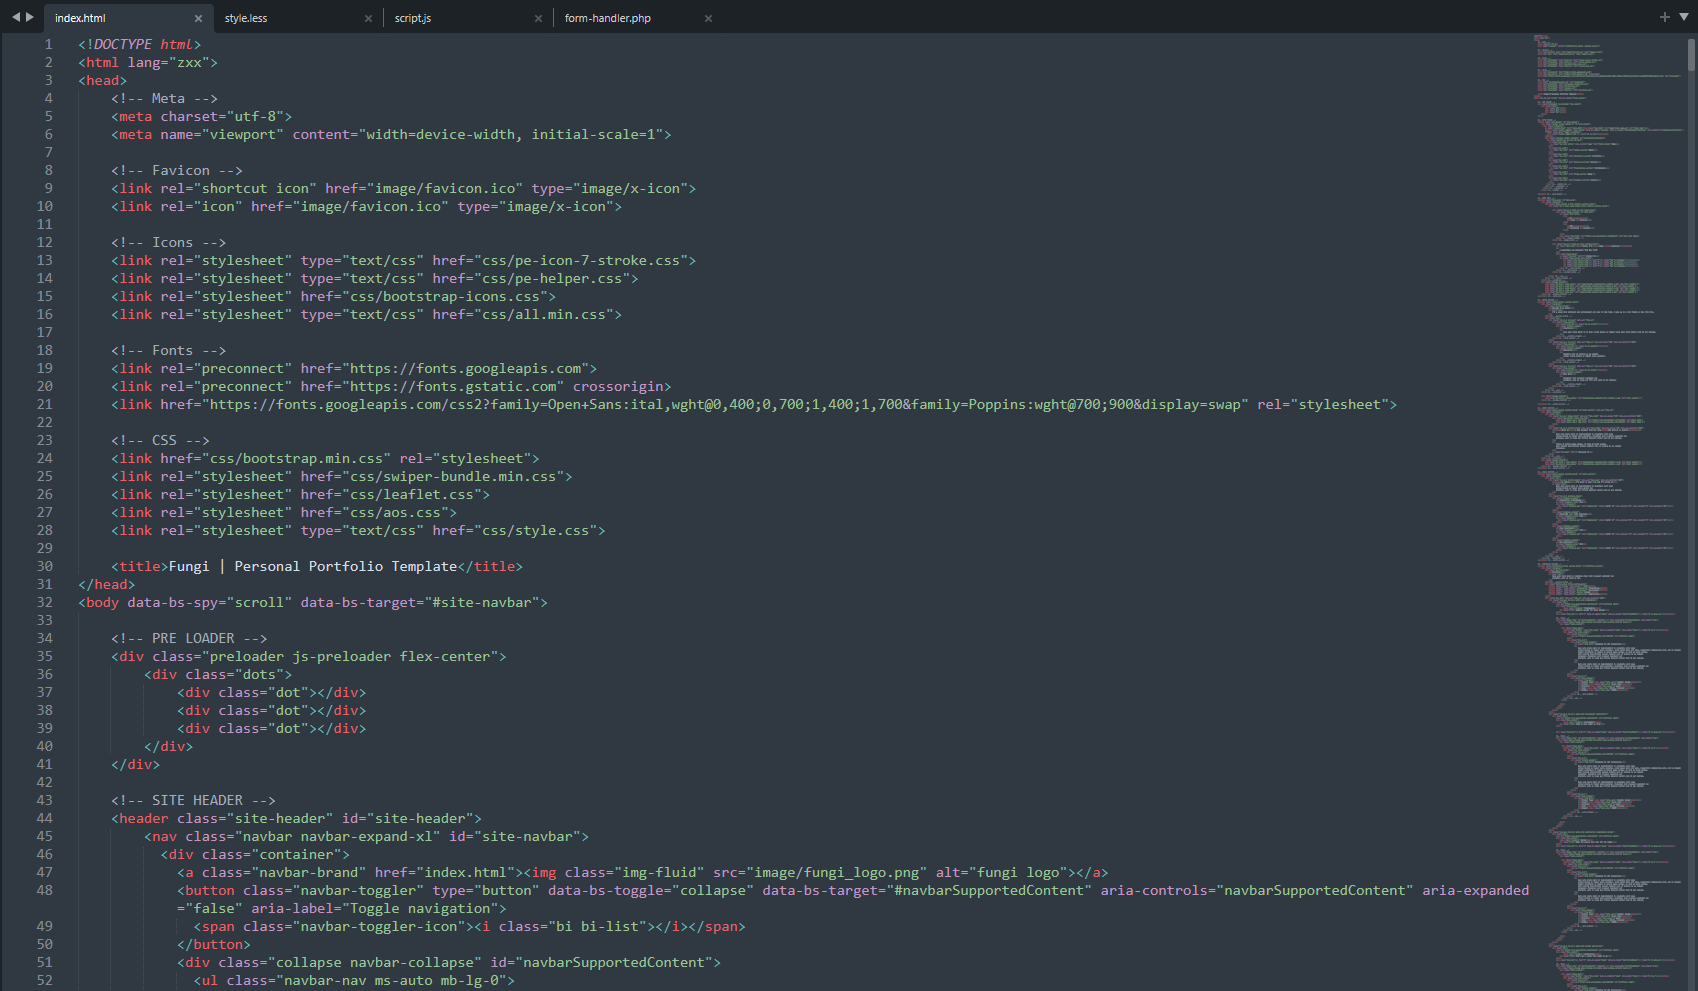 index.html × style.less × script.js × form-handler.php × +
1 <!DOCTYPE html>
2 <html lang="zxx">
3 <head>
4 <!-- Meta -->
5 <meta charset="utf-8">
6 <meta name="viewport" content="width=device-width, initial-scale=1">
7
8 <!-- Favicon -->
9 <link rel="shortcut icon" href="image/favicon.ico" type="image/x-icon">
10 <link rel="icon" href="image/favicon.ico" type="image/x-icon">
11
12 <!-- Icons -->
13 <link rel="stylesheet" type="text/css" href="css/pe-icon-7-stroke.css">
14 <link rel="stylesheet" type="text/css" href="css/pe-helper.css">
15 <link rel="stylesheet" href="css/bootstrap-icons.css">
16 <link rel="stylesheet" type="text/css" href="css/all.min.css">
17
18 <!-- Fonts -->
19 <link rel="preconnect" href="https://fonts.googleapis.com">
20 <link rel="preconnect" href="https://fonts.gstatic.com" crossorigin>
21 <link href="https://fonts.googleapis.com/css2?family=Open+Sans:ital,wght@0,400;0,700;1,400;1,700&family=Poppins:wght@700;900&display=swap" rel="stylesheet">
22
23 <!-- CSS -->
24 <link href="css/bootstrap.min.css" rel="stylesheet">
25 <link rel="stylesheet" href="css/swiper-bundle.min.css">
26 <link rel="stylesheet" href="css/leaflet.css">
27 <link rel="stylesheet" href="css/aos.css">
28 <link rel="stylesheet" type="text/css" href="css/style.css">
29
30 <title>Fungi | Personal Portfolio Template</title>
31 </head>
32 <body data-bs-spy="scroll" data-bs-target="#site-navbar">
33
34 <!-- PRE LOADER -->
35 <div class="preloader js-preloader flex-center">
36 <div class="dots">
37 <div class="dot"></div>
38 <div class="dot"></div>
39 <div class="dot"></div>
40 </div>
41 </div>
42
43 <!-- SITE HEADER -->
44 <header class="site-header" id="site-header">
45 <nav class="navbar navbar-expand-xl" id="site-navbar">
46 <div class="container">
47 <a class="navbar-brand" href="index.html"><img class="img-fluid" src="image/fungi_logo.png" alt="fungi logo"></a>
48 <button class="navbar-toggler" type="button" data-bs-toggle="collapse" data-bs-target="#navbarSupportedContent" aria-controls="navbarSupportedContent" aria-expanded
="false" aria-label="Toggle navigation">
49 <span class="navbar-toggler-icon"><i class="bi bi-list"></i></span>
50 </button>
51 <div class="collapse navbar-collapse" id="navbarSupportedContent">
52 <ul class="navbar-nav ms-auto mb-lg-0">